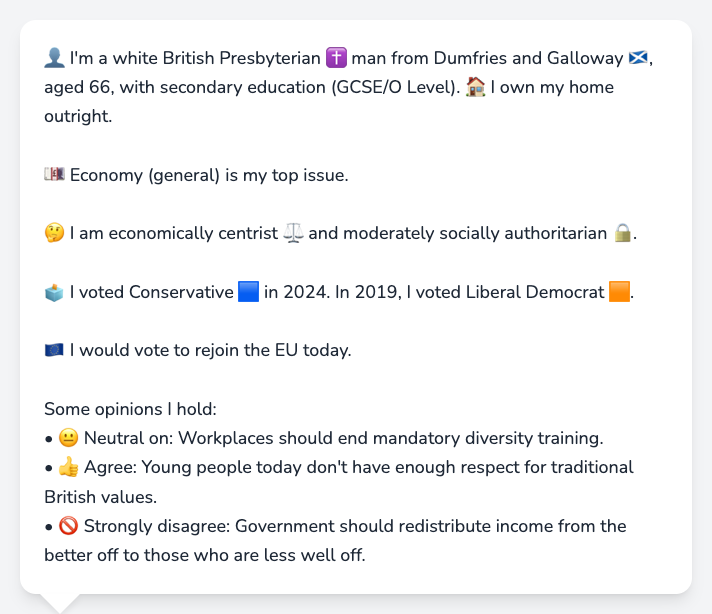 👤 I'm a white British Presbyterian ✝️ man from Dumfries and Galloway 🏴󠁧󠁢󠁳󠁣󠁴󠁿,
aged 66, with secondary education (GCSE/O Level). 🏠 I own my home
outright.
💷 Economy (general) is my top issue.
🤔 I am economically centrist ⚖️ and moderately socially authoritarian 🔒.
🗳️ I voted Conservative 🟦 in 2024. In 2019, I voted Liberal Democrat 🟧.
🇪🇺 I would vote to rejoin the EU today.
Some opinions I hold:
• 😐 Neutral on: Workplaces should end mandatory diversity training.
• 👍 Agree: Young people today don't have enough respect for traditional
British values.
• 🚫 Strongly disagree: Government should redistribute income from the
better off to those who are less well off.